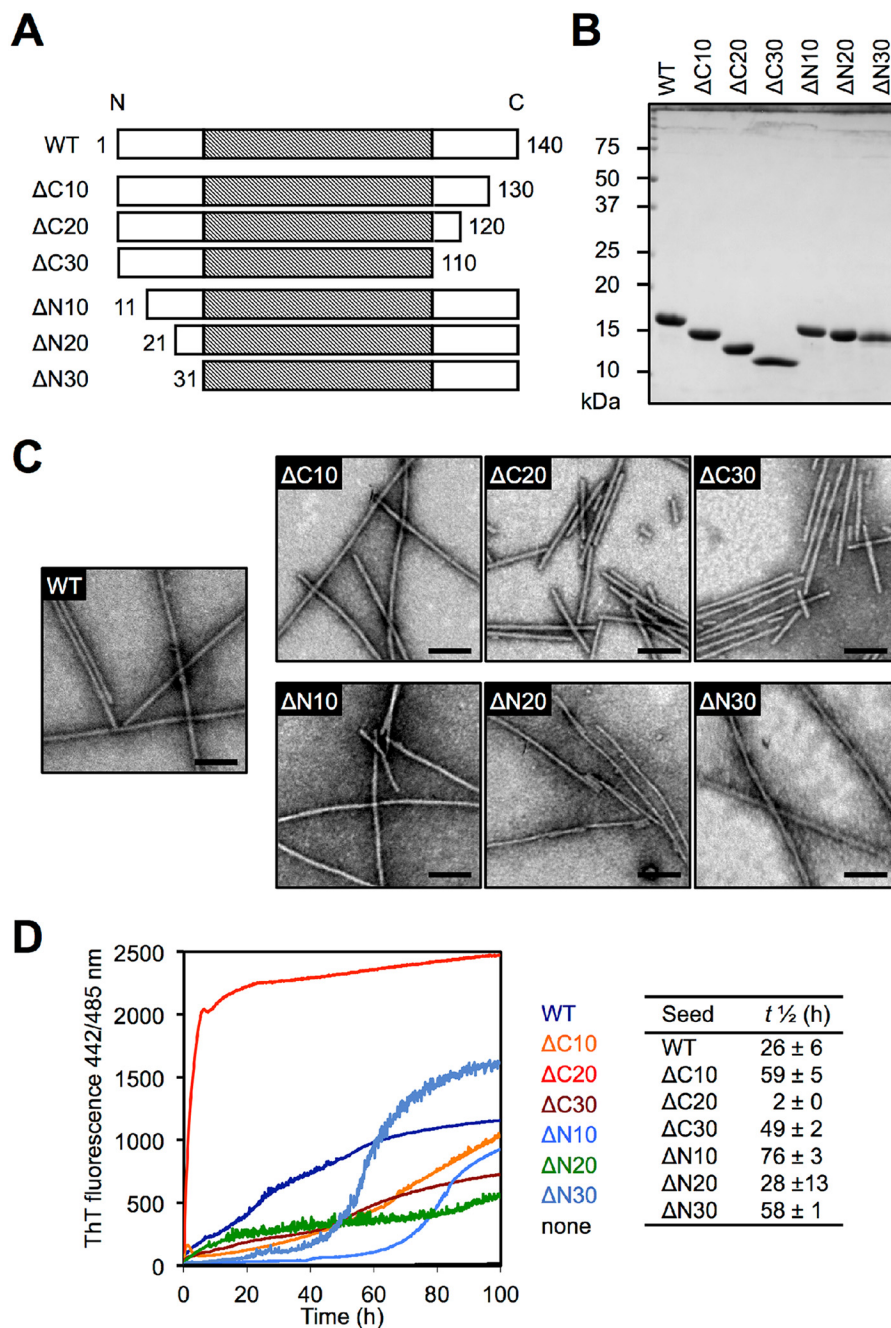 A
N C
WT 1 140
ΔC10 130
ΔC20 120
ΔC30 110
ΔN10 11
ΔN20 21
ΔN30 31
B
WT ΔC10 ΔC20 ΔC30 ΔN10 ΔN20 ΔN30
75
50
37
25
20
15
10
kDa
C
WT
ΔC10 ΔC20 ΔC30
ΔN10 ΔN20 ΔN30
D
ThT fluorescence 442/485 nm
2500
2000
1500
1000
500
0
0 20 40 60 80 100
Time (h)
WT
ΔC10
ΔC20
ΔC30
ΔN10
ΔN20
ΔN30
none
Seed t ½ (h)
WT 26 ± 6
ΔC10 59 ± 5
ΔC20 2 ± 0
ΔC30 49 ± 2
ΔN10 76 ± 3
ΔN20 28 ±13
ΔN30 58 ± 1